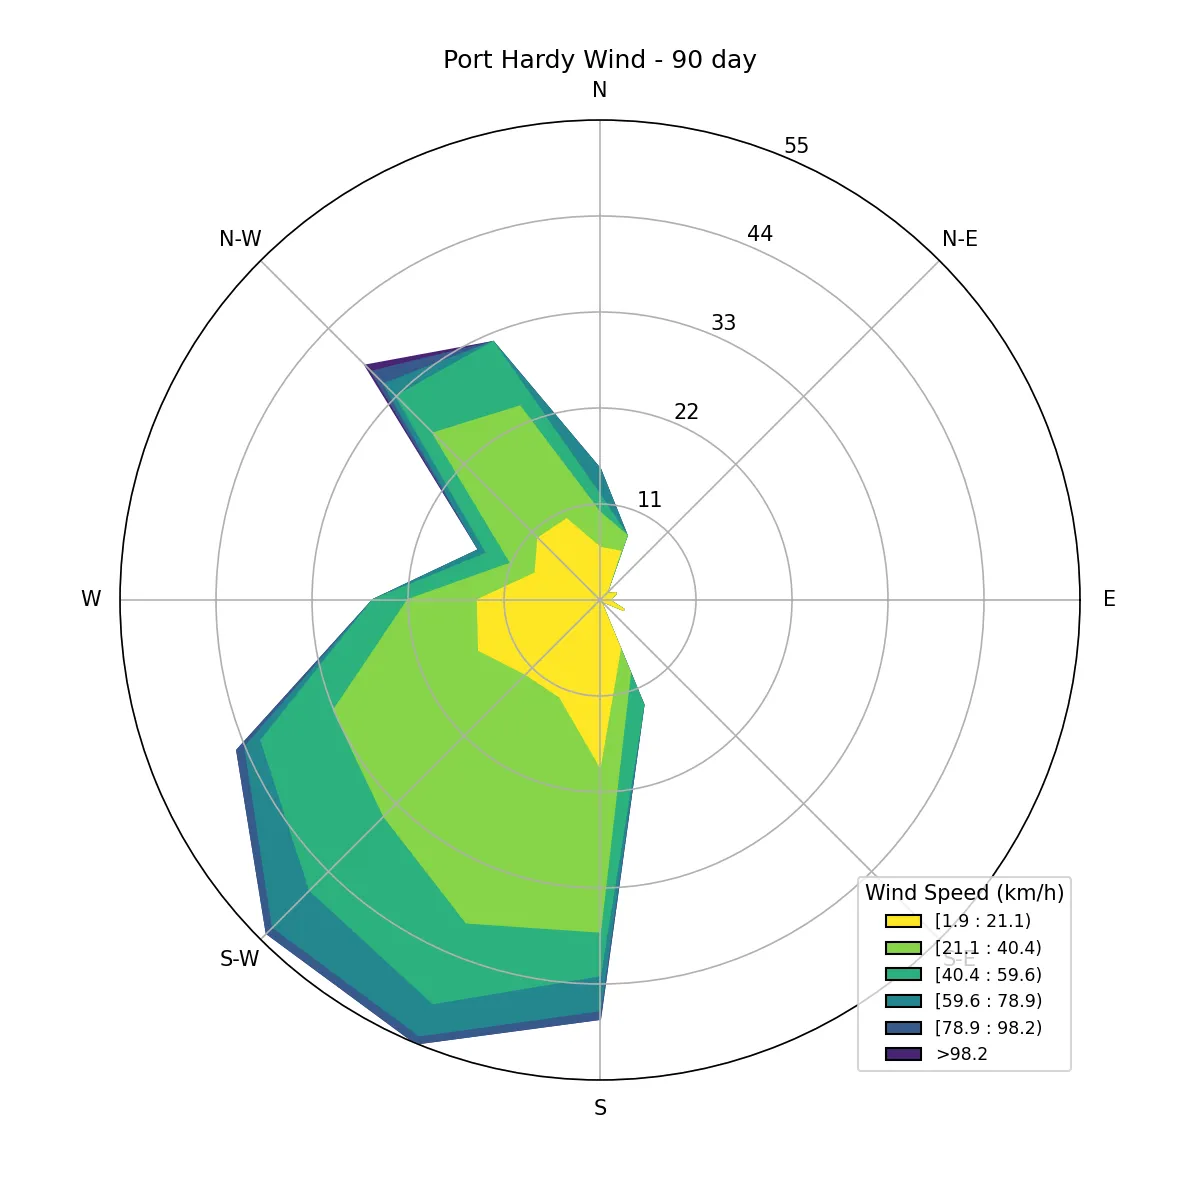 Port Hardy Wind - 90 day
N
55
N-W
44
N-E
33
22
11
W
E
Wind Speed (km/h)
[1.9 : 21.1)
[21.1 : 40.4)
S-W
S-E
[40.4 : 59.6)
[59.6 : 78.9)
[78.9 : 98.2)
>98.2
S